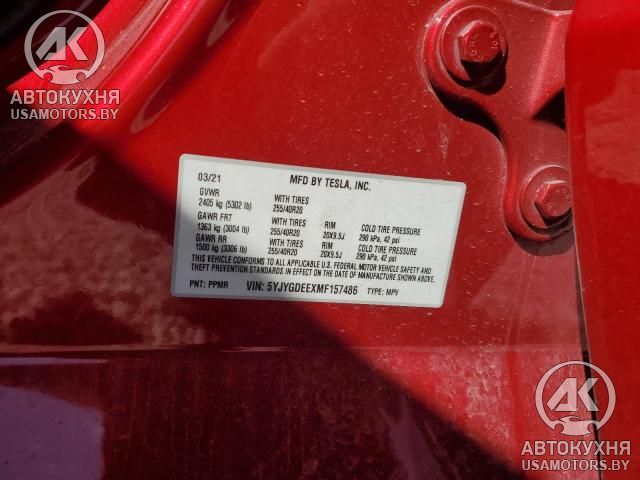 AK
АВТОКУХНЯ
USAMOTORS.BY
03/21 MFD BY TESLA, INC.
GVWR WITH TIRES
2405 kg (5302 lb) 255/40R20
GAWR FRT WITH TIRES RIM COLD TIRE PRESSURE
1363 kg (3004 lb) 255/40R20 20X9.5J 290 kPa, 42 psi
GAWR RR WITH TIRES RIM COLD TIRE PRESSURE
1500 kg (3306 lb) 255/40R20 20X9.5J 290 kPa, 42 psi
THIS VEHICLE CONFORMS TO ALL APPLICABLE U.S. FEDERAL MOTOR VEHICLE SAFETY AND
THEFT PREVENTION STANDARDS IN EFFECT ON THE DATE OF MANUFACTURE SHOWN ABOVE.
PNT: PPMR VIN: 5YJYGDEEXMF157486 TYPE: MPV
AK
АВТОКУХНЯ
USAMOTORS.BY